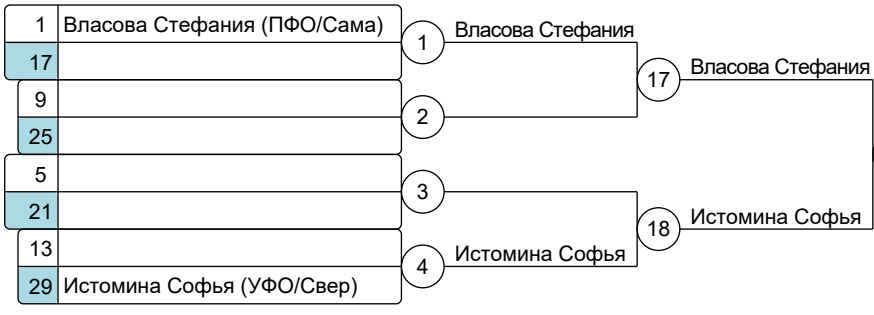 1 Власова Стефания (ПФО/Сама)
17
1 Власова Стефания
17 Власова Стефания
9
25
2
5
21
3
18 Истомина Софья
13
29 Истомина Софья (УФО/Свер)
4 Истомина Софья